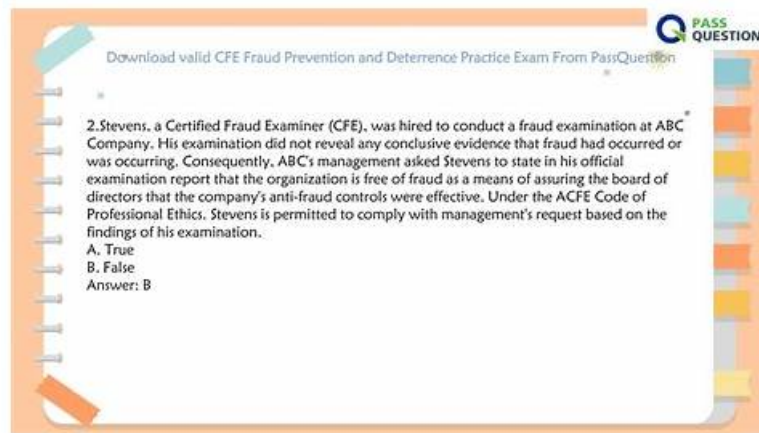 PASS
QUESTION
Download valid CFE Fraud Prevention and Deterrence Practice Exam From PassQuestion
2.Stevens, a Certified Fraud Examiner (CFE), was hired to conduct a fraud examination at ABC
Company. His examination did not reveal any conclusive evidence that fraud had occurred or
was occurring. Consequently, ABC's management asked Stevens to state in his official
examination report that the organization is free of fraud as a means of assuring the board of
directors that the company's anti-fraud controls were effective. Under the ACFE Code of
Professional Ethics. Stevens is permitted to comply with management's request based on the
findings of his examination.
A. True
B. False
Answer: B